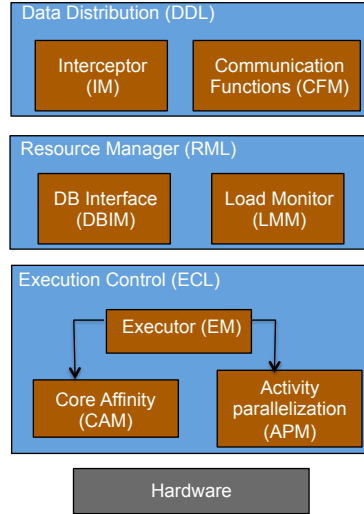 Data Distribution (DDL)
Interceptor
(IM)
Communication
Functions (CFM)
Resource Manager (RML)
DB Interface
(DBIM)
Load Monitor
(LMM)
Execution Control (ECL)
Executor (EM)
Core Affinity
(CAM)
Activity
parallelization
(APM)
Hardware